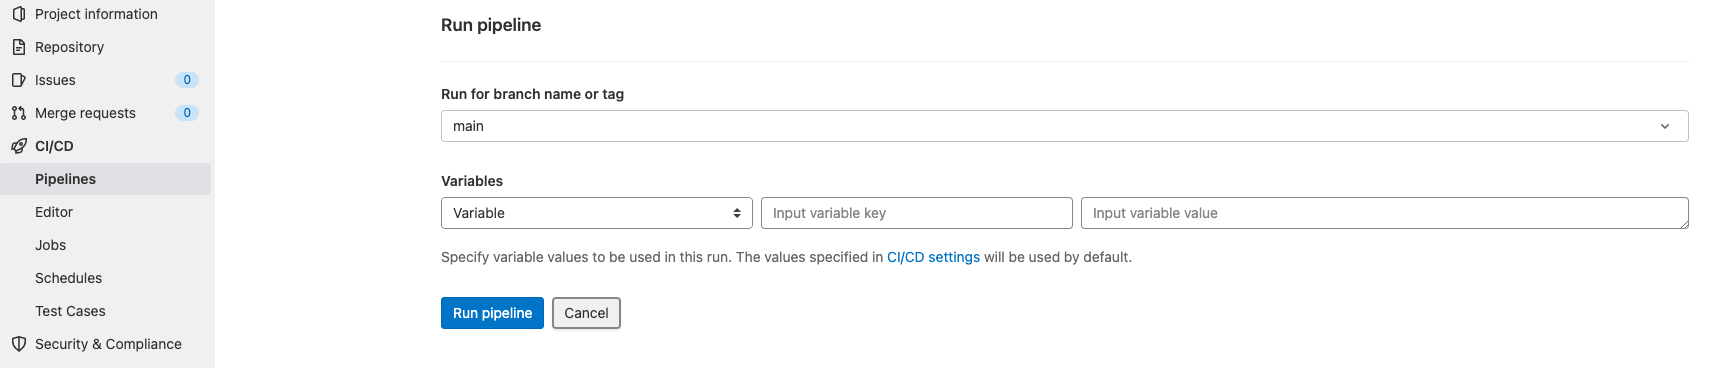 Project information
Repository
Issues 0
Merge requests 0
CI/CD
Pipelines
Editor
Jobs
Schedules
Test Cases
Security & Compliance
Run pipeline
Run for branch name or tag
main
Variables
Variable Input variable key Input variable value
Specify variable values to be used in this run. The values specified in CI/CD settings will be used by default.
Run pipeline Cancel